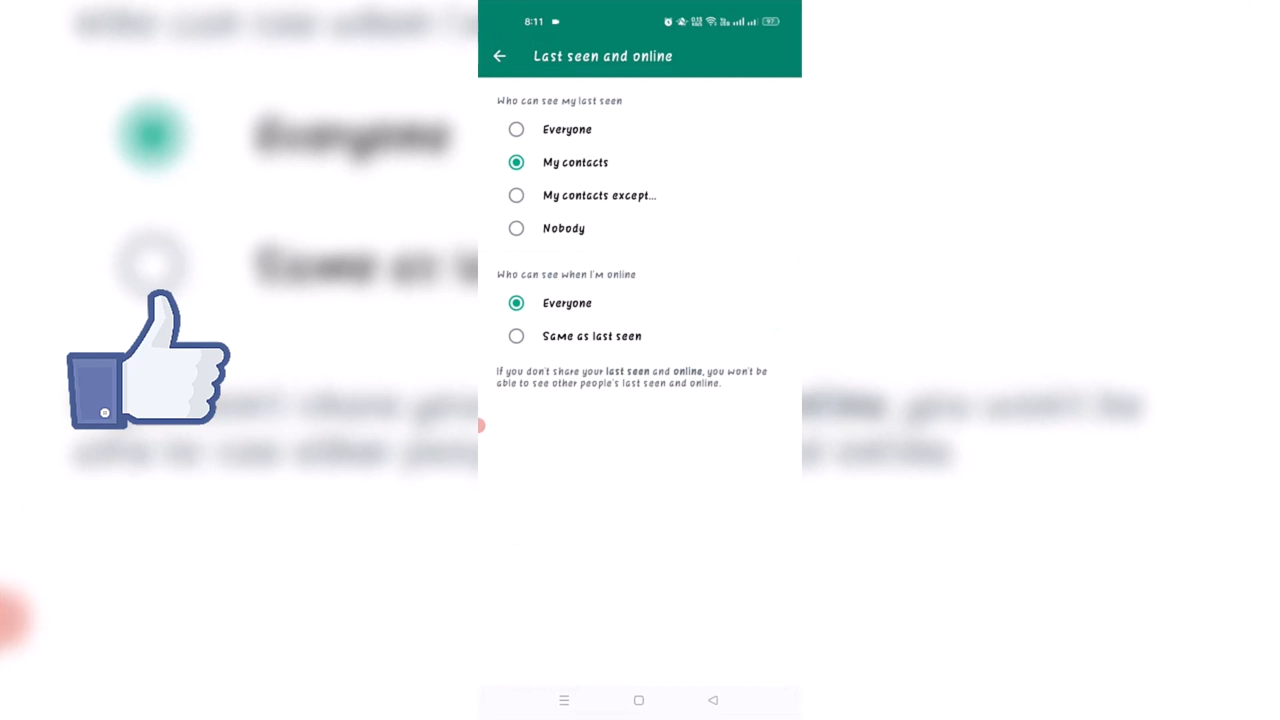 8:11
97
Last seen and online
Who can see my last seen
Everyone
My contacts
My contacts except...
Nobody
Who can see when I'm online
Everyone
Same as last seen
If you don't share your last seen and online, you won't be
able to see other people's last seen and online.